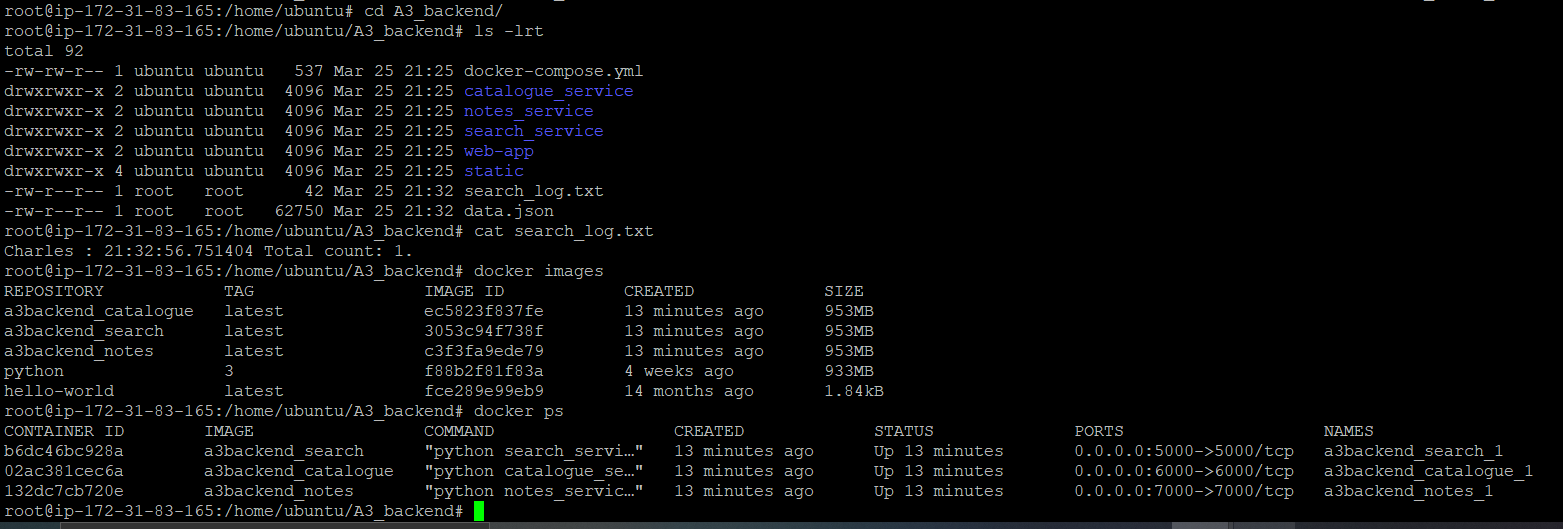 root@ip-172-31-83-165:/home/ubuntu# cd A3_backend/
root@ip-172-31-83-165:/home/ubuntu/A3_backend# ls -lrt
total 92
-rw-rw-r-- 1 ubuntu ubuntu   537 Mar 25 21:25 docker-compose.yml
drwxrwxr-x 2 ubuntu ubuntu  4096 Mar 25 21:25 catalogue_service
drwxrwxr-x 2 ubuntu ubuntu  4096 Mar 25 21:25 notes_service
drwxrwxr-x 2 ubuntu ubuntu  4096 Mar 25 21:25 search_service
drwxrwxr-x 2 ubuntu ubuntu  4096 Mar 25 21:25 web-app
drwxrwxr-x 4 ubuntu ubuntu  4096 Mar 25 21:25 static
-rw-r--r-- 1 root   root      42 Mar 25 21:32 search_log.txt
-rw-r--r-- 1 root   root   62750 Mar 25 21:32 data.json
root@ip-172-31-83-165:/home/ubuntu/A3_backend# cat search_log.txt
Charles : 21:32:56.751404 Total count: 1.
root@ip-172-31-83-165:/home/ubuntu/A3_backend# docker images
REPOSITORY            TAG                 IMAGE ID            CREATED             SIZE
a3backend_catalogue   latest              ec5823f837fe        13 minutes ago      953MB
a3backend_search      latest              3053c94f738f        13 minutes ago      953MB
a3backend_notes       latest              c3f3fa9ede79        13 minutes ago      953MB
python                3                   f88b2f81f83a        4 weeks ago         933MB
hello-world           latest              fce289e99eb9        14 months ago       1.84kB
root@ip-172-31-83-165:/home/ubuntu/A3_backend# docker ps
CONTAINER ID        IMAGE                 COMMAND                  CREATED             STATUS              PORTS                    NAMES
b6dc46bc928a        a3backend_search      "python search_servi…"   13 minutes ago      Up 13 minutes       0.0.0.0:5000->5000/tcp   a3backend_search_1
02ac381cec6a        a3backend_catalogue   "python catalogue_se…"   13 minutes ago      Up 13 minutes       0.0.0.0:6000->6000/tcp   a3backend_catalogue_1
132dc7cb720e        a3backend_notes       "python notes_servic…"   13 minutes ago      Up 13 minutes       0.0.0.0:7000->7000/tcp   a3backend_notes_1
root@ip-172-31-83-165:/home/ubuntu/A3_backend#